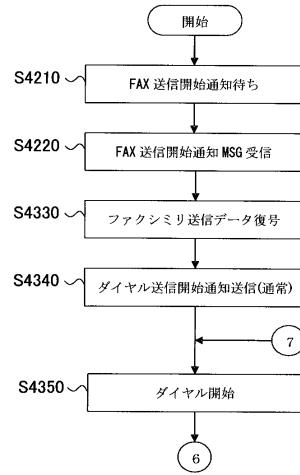 開始
S4210 FAX 送信開始通知待ち
S4220 FAX 送信開始通知 MSG 受信
S4330 ファクシミリ送信データ復号
S4340 ダイヤル送信開始通知送信(通常)
7
S4350 ダイヤル開始
6